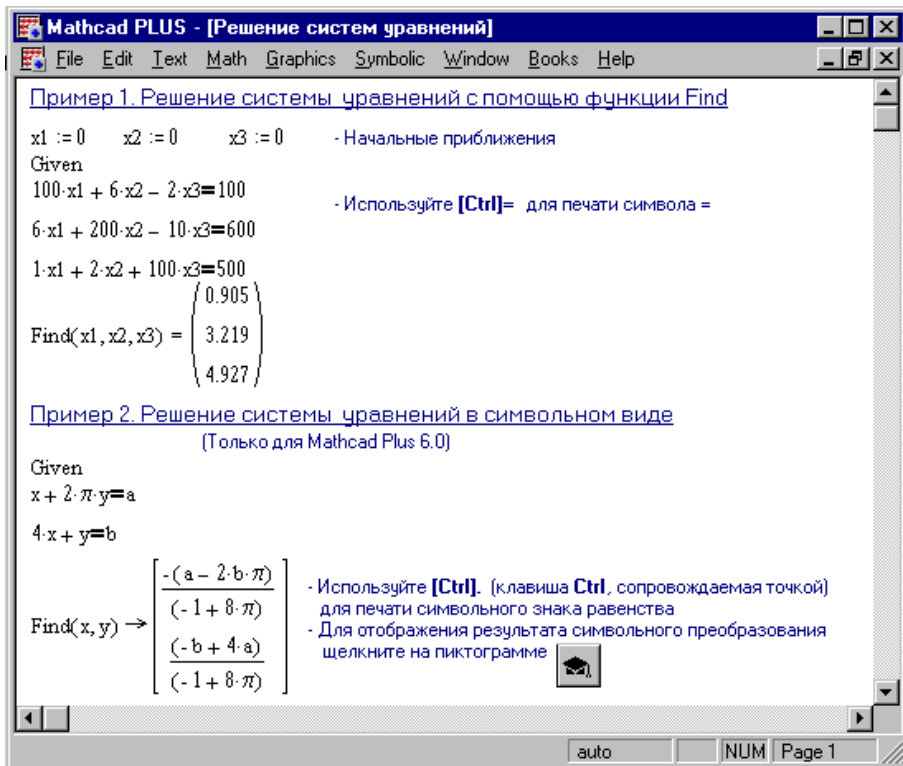 Mathcad PLUS - [Решение систем уравнений]
File Edit Text Math Graphics Symbolic Window Books Help
Пример 1. Решение системы уравнений с помощью функции Find
x1 := 0 x2 := 0 x3 := 0 - Начальные приближения
Given
100·x1 + 6·x2 − 2·x3=100
- Используйте [Ctrl]= для печати символа =
6·x1 + 200·x2 − 10·x3=600
1·x1 + 2·x2 + 100·x3=500
0.905
Find(x1,x2,x3) = 3.219
4.927
Пример 2. Решение системы уравнений в символьном виде
(Только для Mathcad Plus 6.0)
Given
x + 2·π·y=a
4·x + y=b
-(a − 2·b·π)
- Используйте [Ctrl]. (клавиша Ctrl, сопровождаемая точкой)
(-1 + 8·π)
для печати символьного знака равенства
Find(x,y) →
- Для отображения результата символьного преобразования
(-b + 4·a)
щелкните на пиктограмме
(-1 + 8·π)
auto NUM Page 1